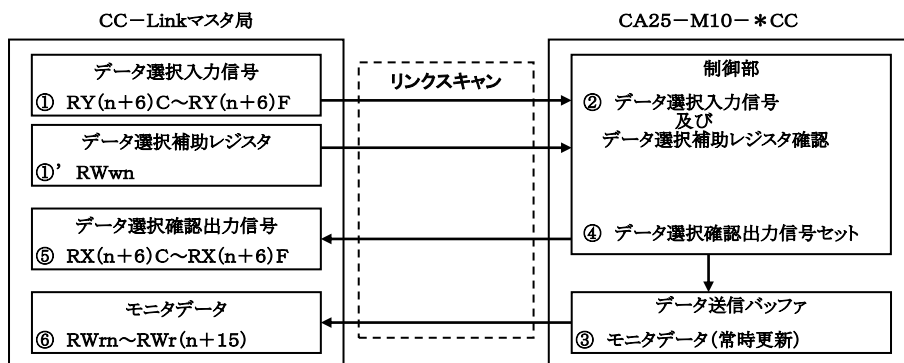 CC−Linkマスタ局
データ選択入力信号
① RY(n+6)C～RY(n+6)F
データ選択補助レジスタ
①’ RWwn
データ選択確認出力信号
⑤ RX(n+6)C～RX(n+6)F
モニタデータ
⑥ RWrn～RWr(n+15)
リンクスキャン
CA25−M10−＊CC
制御部
② データ選択入力信号
及び
データ選択補助レジスタ確認
④ データ選択確認出力信号セット
データ送信バッファ
③ モニタデータ(常時更新)